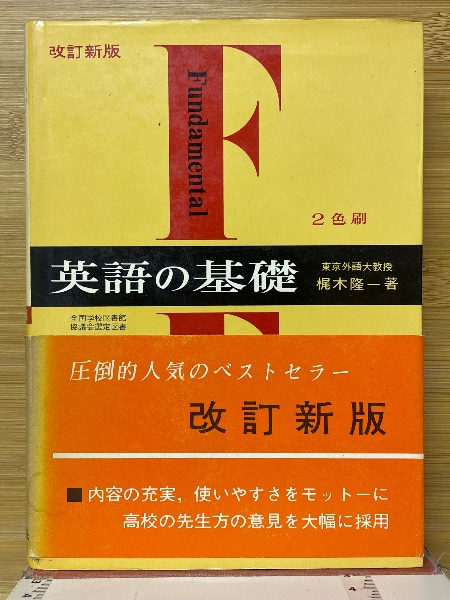 改訂新版
F
Fundamental
2色刷
英語の基礎
東京外語大教授
梶木隆一著
全国学校図書館
協議会選定図書
圧倒的人気のベストセラー
改訂新版
■内容の充実，使いやすさをモットーに
高校の先生方の意見を大幅に採用
4